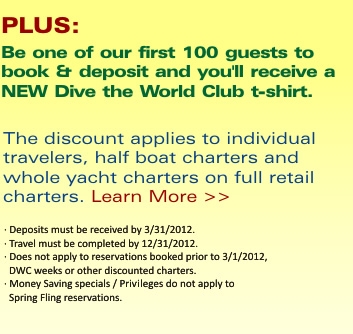 PLUS:
Be one of our first 100 guests to
book & deposit and you'll receive a
NEW Dive the World Club t-shirt.
The discount applies to individual
travelers, half boat charters and
whole yacht charters on full retail
charters. Learn More >>
· Deposits must be received by 3/31/2012.
· Travel must be completed by 12/31/2012.
· Does not apply to reservations booked prior to 3/1/2012,
DWC weeks or other discounted charters.
· Money Saving specials / Privileges do not apply to
Spring Fling reservations.